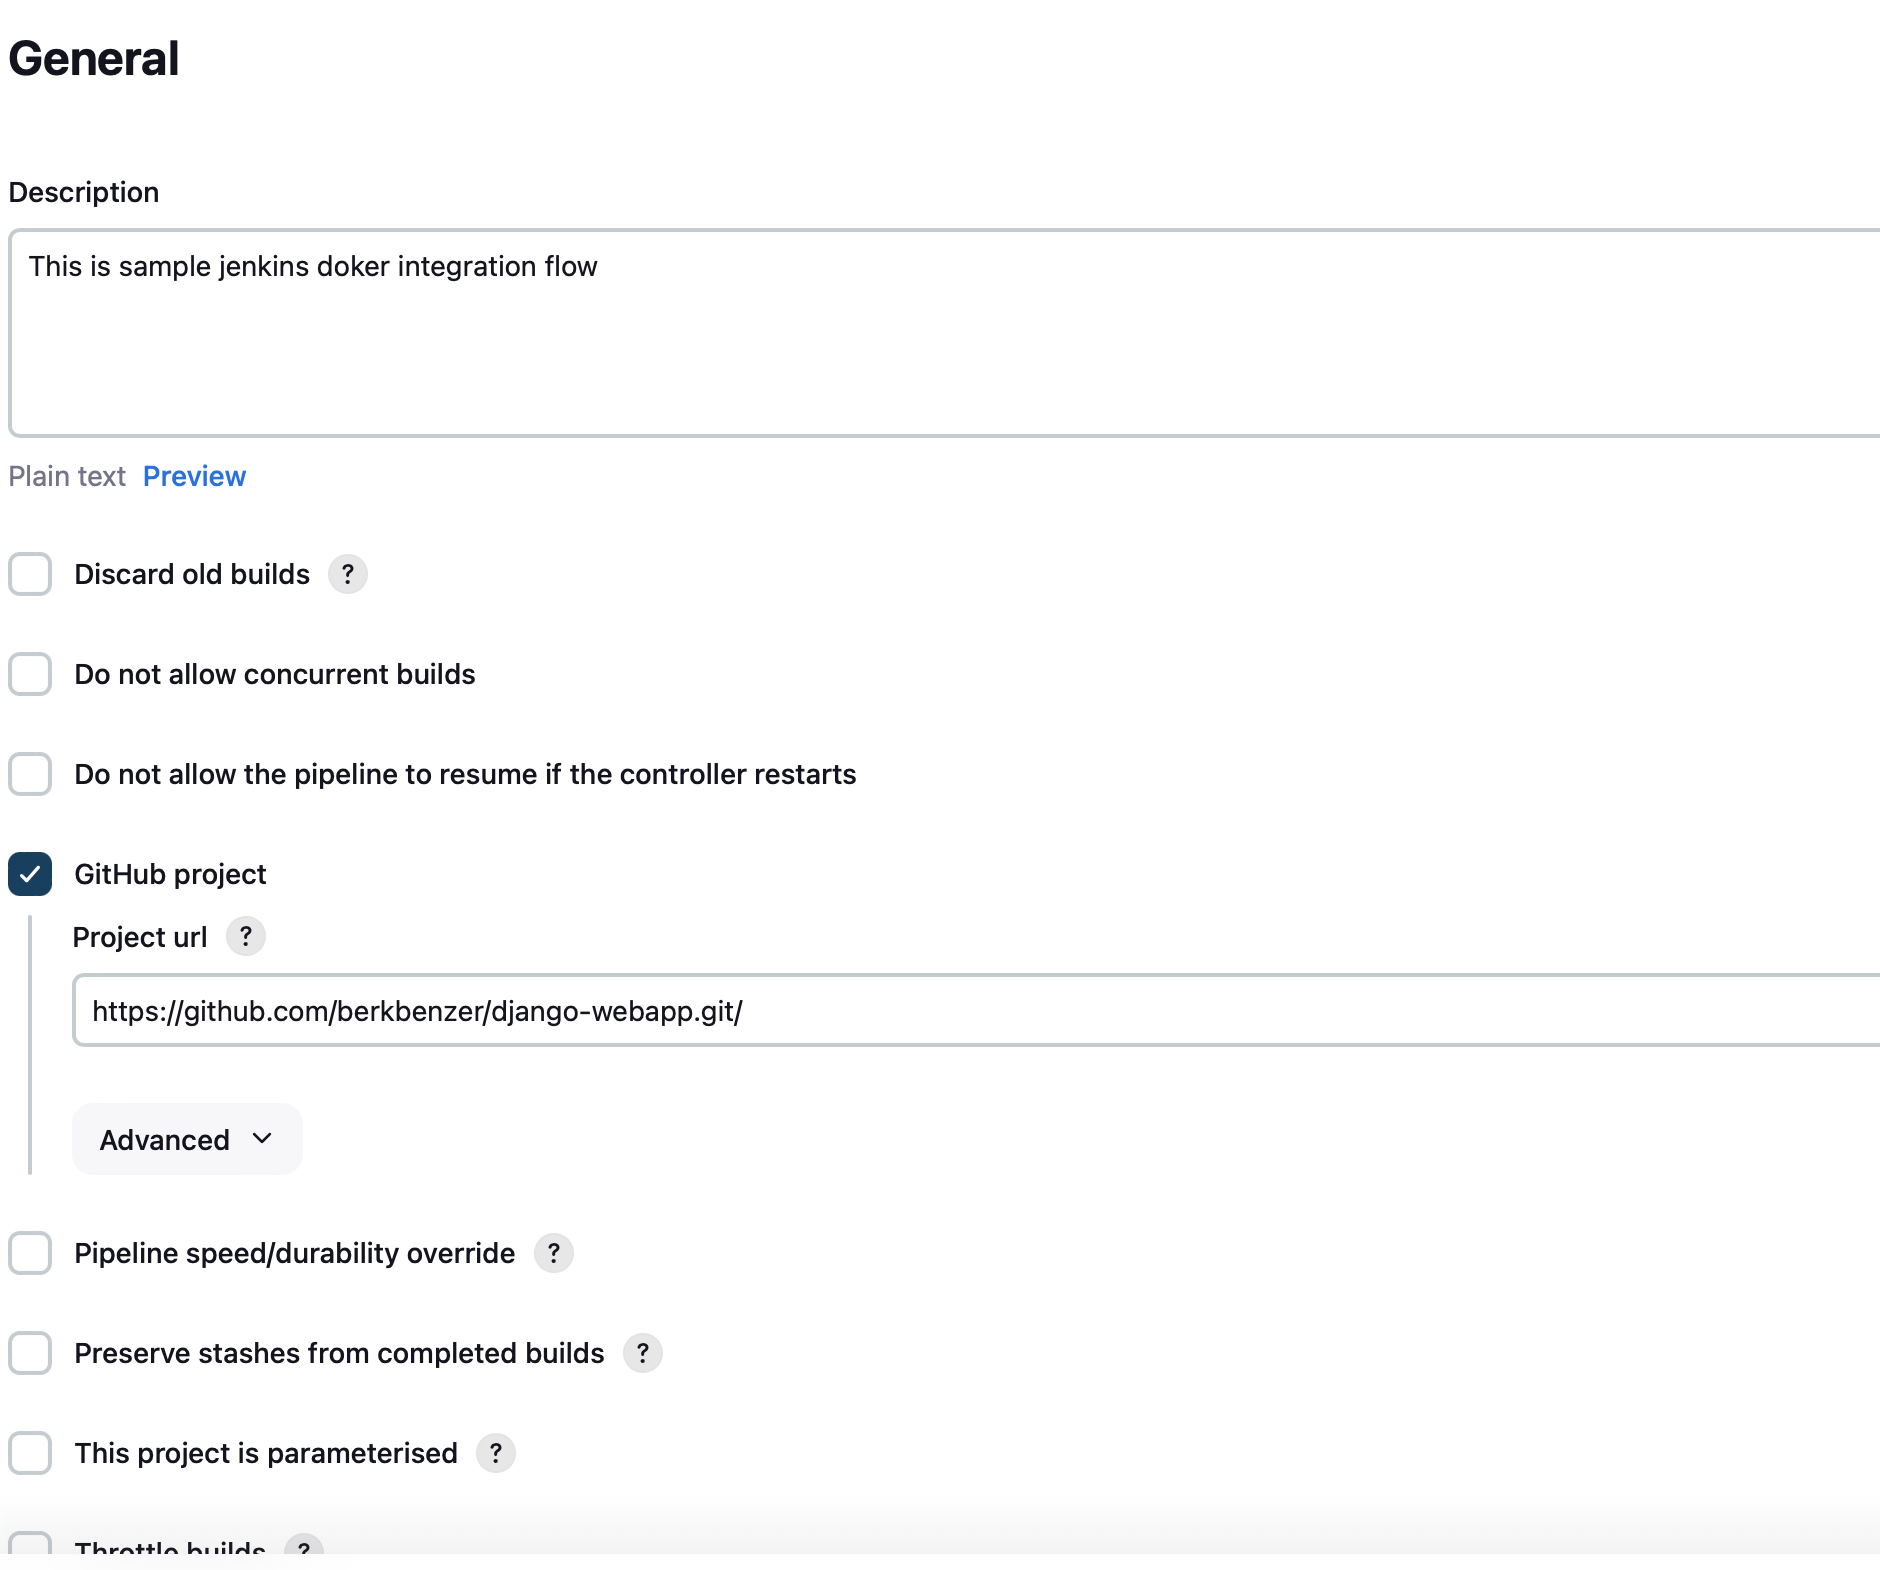 General
Description
This is sample jenkins doker integration flow
Plain text Preview
Discard old builds ?
Do not allow concurrent builds
Do not allow the pipeline to resume if the controller restarts
GitHub project
Project url ?
https://github.com/berkbenzer/django-webapp.git/
Advanced
Pipeline speed/durability override ?
Preserve stashes from completed builds ?
This project is parameterised ?
Throttle builds ?